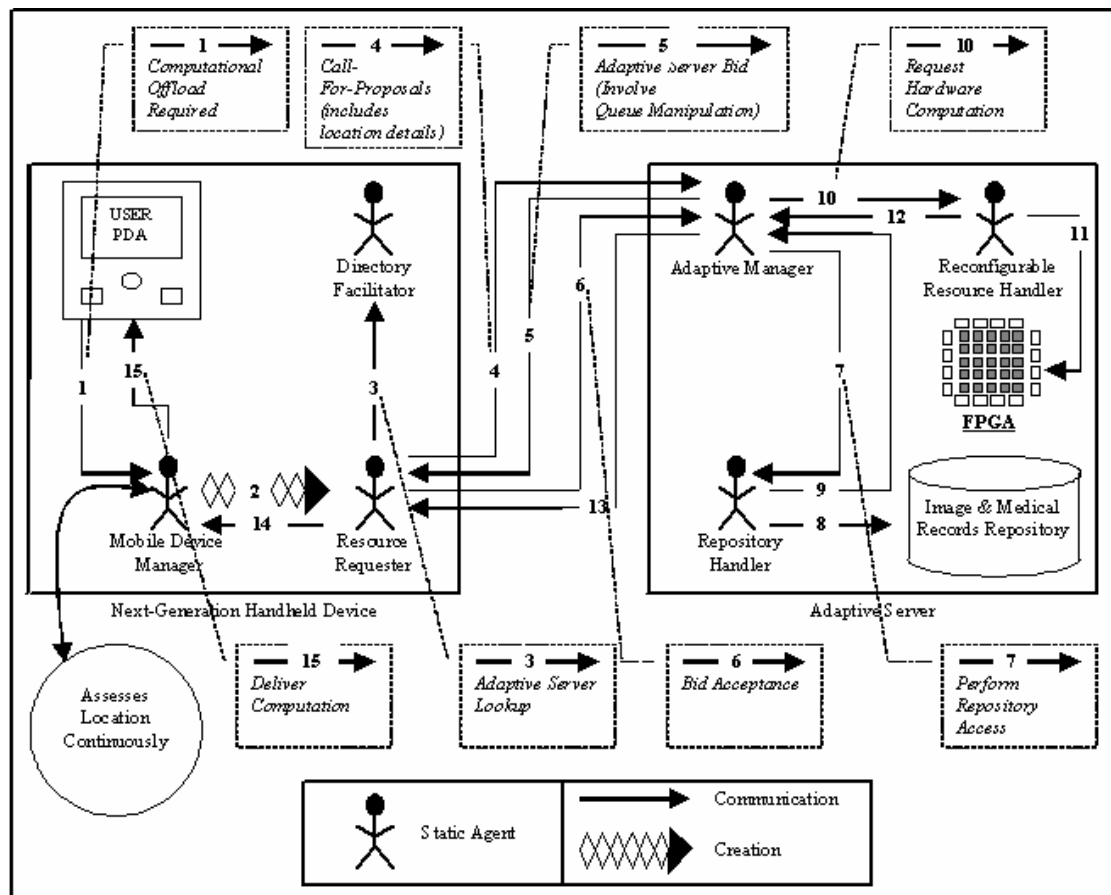 1
Computational
Offload
Required
4
Call-
For-Proposals
(includes
location details)
5
Adaptive Server Bid
(Involve
Queue Manipulation)
10
Request
Hardware
Computation
USER
PDA
Directory
Facilitator
Adaptive Manager
10
12
11
Reconfigurable
Resource Handler
6
5
4
3
15
1
7
FPGA
2
14
13
9
8
Mobile Device
Manager
Resource
Requester
Repository
Handler
Image & Medical
Records Repository
Next-Generation Handheld Device
Adaptive Server
Assesses
Location
Continuously
15
Deliver
Computation
3
Adaptive Server
Lookup
6
Bid Acceptance
7
Perform
Repository
Access
Static Agent
Communication
Creation